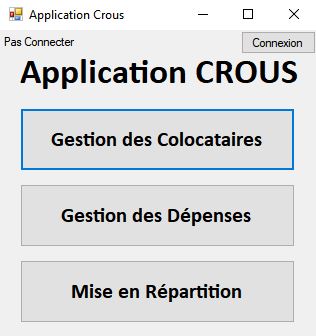 Application Crous
Pas Connecter
Connexion
Application CROUS
Gestion des Colocataires
Gestion des Dépenses
Mise en Répartition